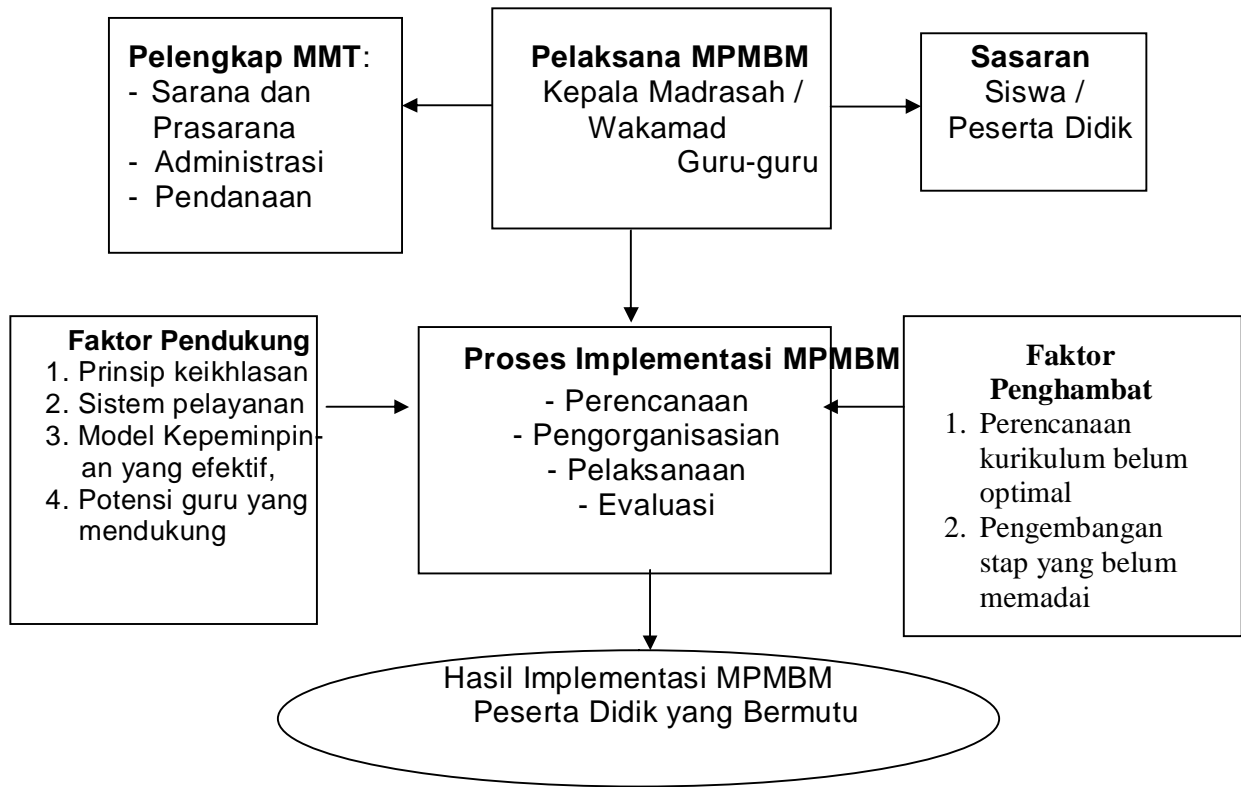 Pelengkap MMT:
- Sarana dan
Prasarana
- Administrasi
- Pendanaan
Pelaksana MPMBM
Kepala Madrasah /
Wakamad
Guru-guru
Sasaran
Siswa /
Peserta Didik
Faktor Pendukung
1. Prinsip keikhlasan
2. Sistem pelayanan
3. Model Kepeminpin-
an yang efektif,
4. Potensi guru yang
mendukung
Proses Implementasi MPMBM
- Perencanaan
- Pengorganisasian
- Pelaksanaan
- Evaluasi
Faktor
Penghambat
1. Perencanaan
kurikulum belum
optimal
2. Pengembangan
stap yang belum
memadai
Hasil Implementasi MPMBM
Peserta Didik yang Bermutu